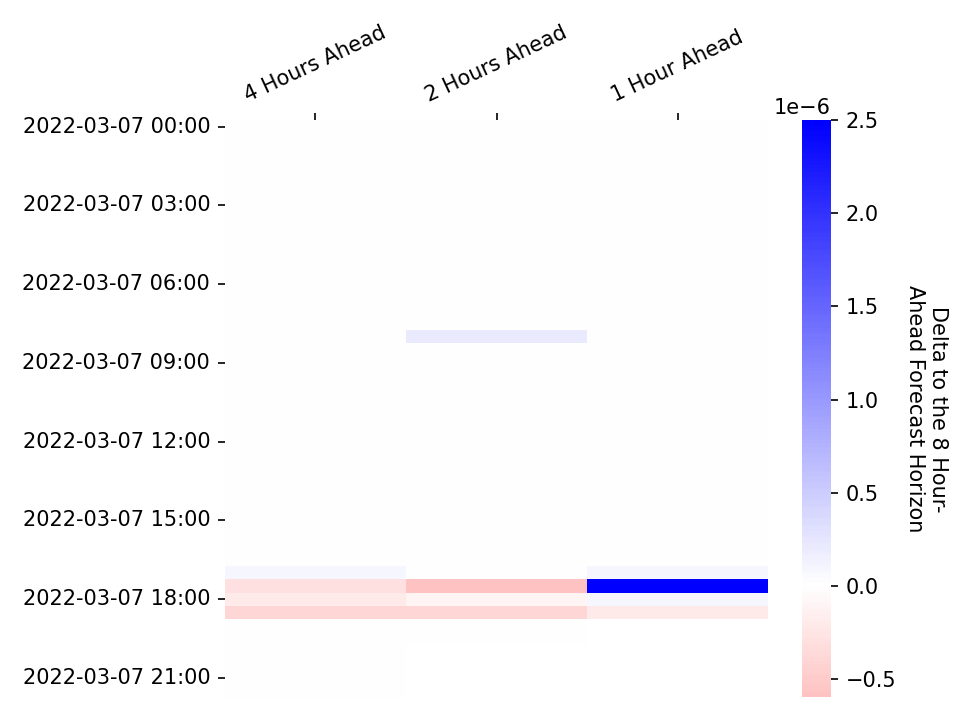 4 Hours Ahead
2 Hours Ahead
1 Hour Ahead
1e−6
2022-03-07 00:00
2022-03-07 03:00
2022-03-07 06:00
2022-03-07 09:00
2022-03-07 12:00
2022-03-07 15:00
2022-03-07 18:00
2022-03-07 21:00
2.5
2.0
1.5
1.0
0.5
0.0
−0.5
Delta to the 8 Hour-
Ahead Forecast Horizon